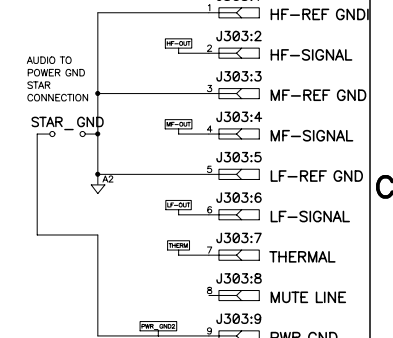 1 HF-REF GND
HF-OUT
J303:2
2 HF-SIGNAL
AUDIO TO
POWER GND
STAR
CONNECTION
J303:3
3 MF-REF GND
STAR_GND
MF-OUT
J303:4
4 MF-SIGNAL
J303:5
5 LF-REF GND
A2
C
LF-OUT
J303:6
6 LF-SIGNAL
THERM
J303:7
7 THERMAL
J303:8
8 MUTE LINE
PWR_GND2
J303:9
9 PWR GND